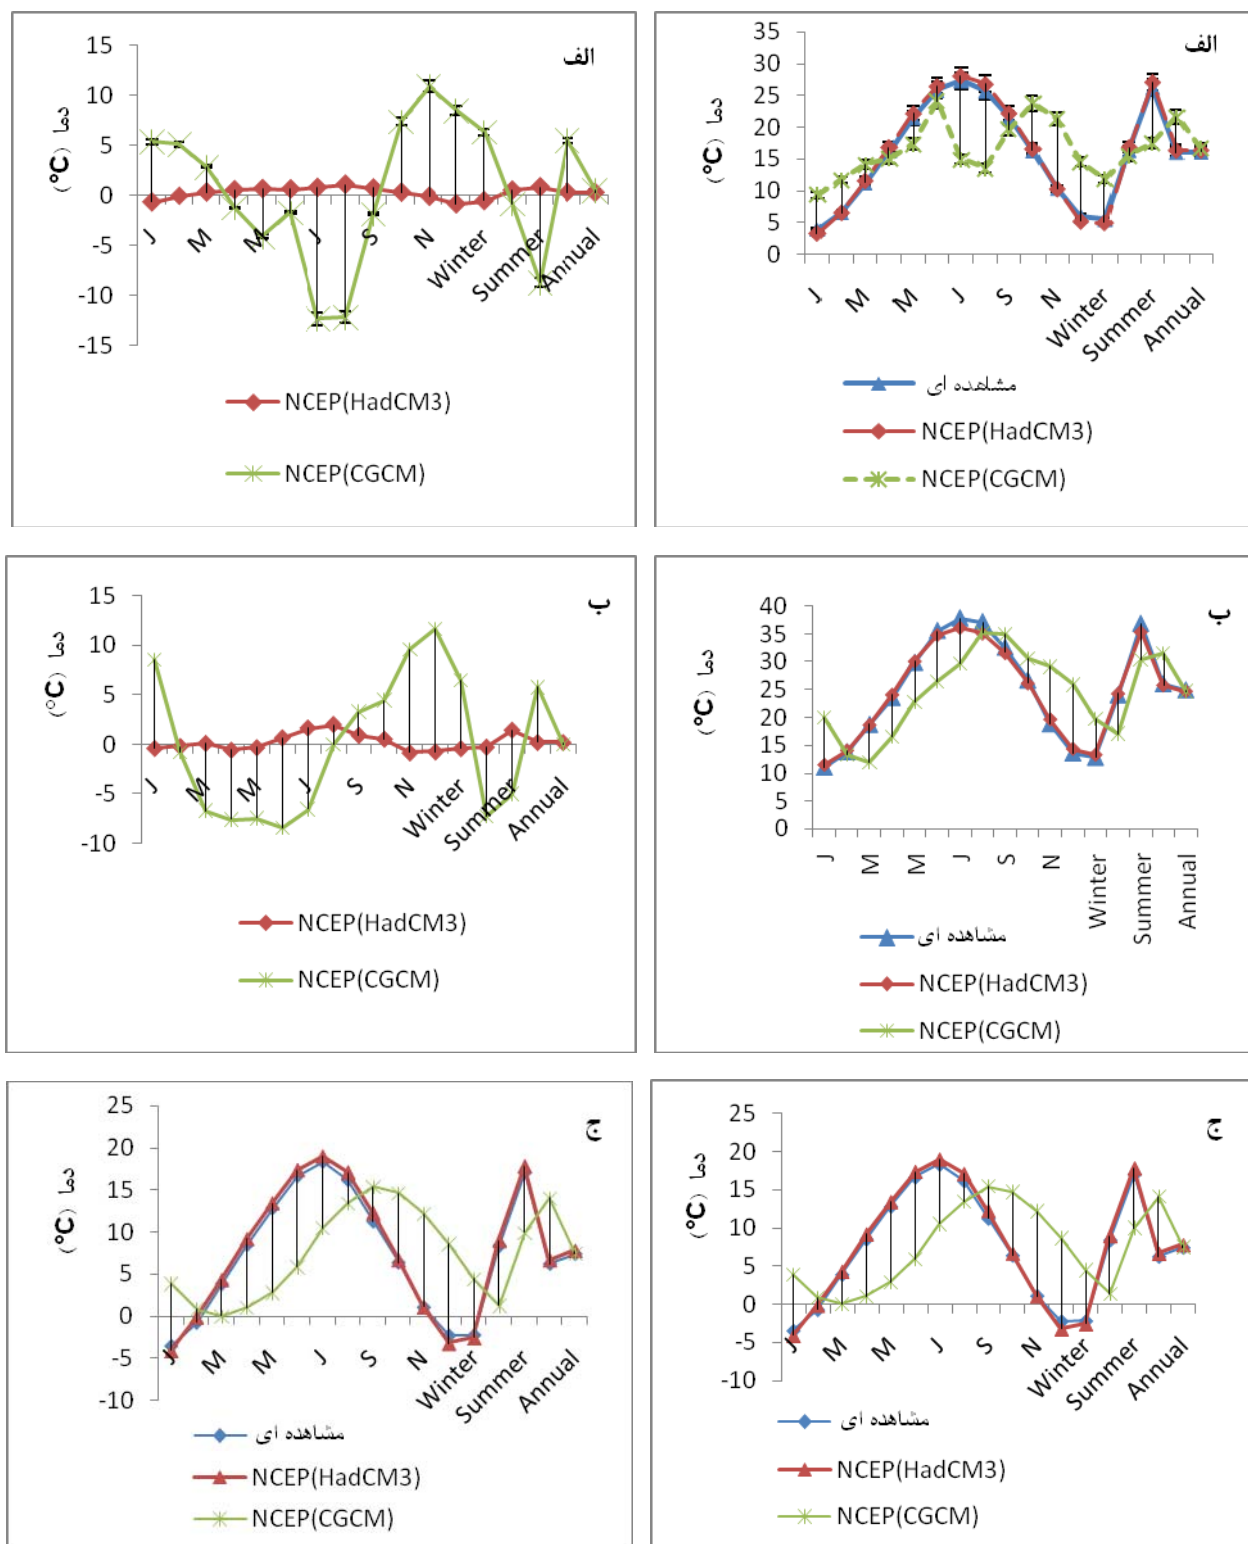 الف
دما (°C)
15
10
5
0
-5
-10
-15
J
M
M
J
S
N
Winter
Summer
Annual
NCEP(HadCM3)
NCEP(CGCM)
الف
دما (°C)
35
30
25
20
15
10
5
0
J
M
M
J
S
N
Winter
Summer
Annual
مشاهده ای
NCEP(HadCM3)
NCEP(CGCM)
ب
دما (°C)
15
10
5
0
-5
-10
J
M
M
J
S
N
Winter
Summer
Annual
NCEP(HadCM3)
NCEP(CGCM)
ب
دما (°C)
40
35
30
25
20
15
10
5
0
J
M
M
J
S
N
Winter
Summer
Annual
مشاهده ای
NCEP(HadCM3)
NCEP(CGCM)
ج
دما (°C)
25
20
15
10
5
0
-5
-10
J
M
M
J
S
N
Winter
Summer
Annual
مشاهده ای
NCEP(HadCM3)
NCEP(CGCM)
ج
دما (°C)
25
20
15
10
5
0
-5
-10
J
M
M
J
S
N
Winter
Summer
Annual
مشاهده ای
NCEP(HadCM3)
NCEP(CGCM)